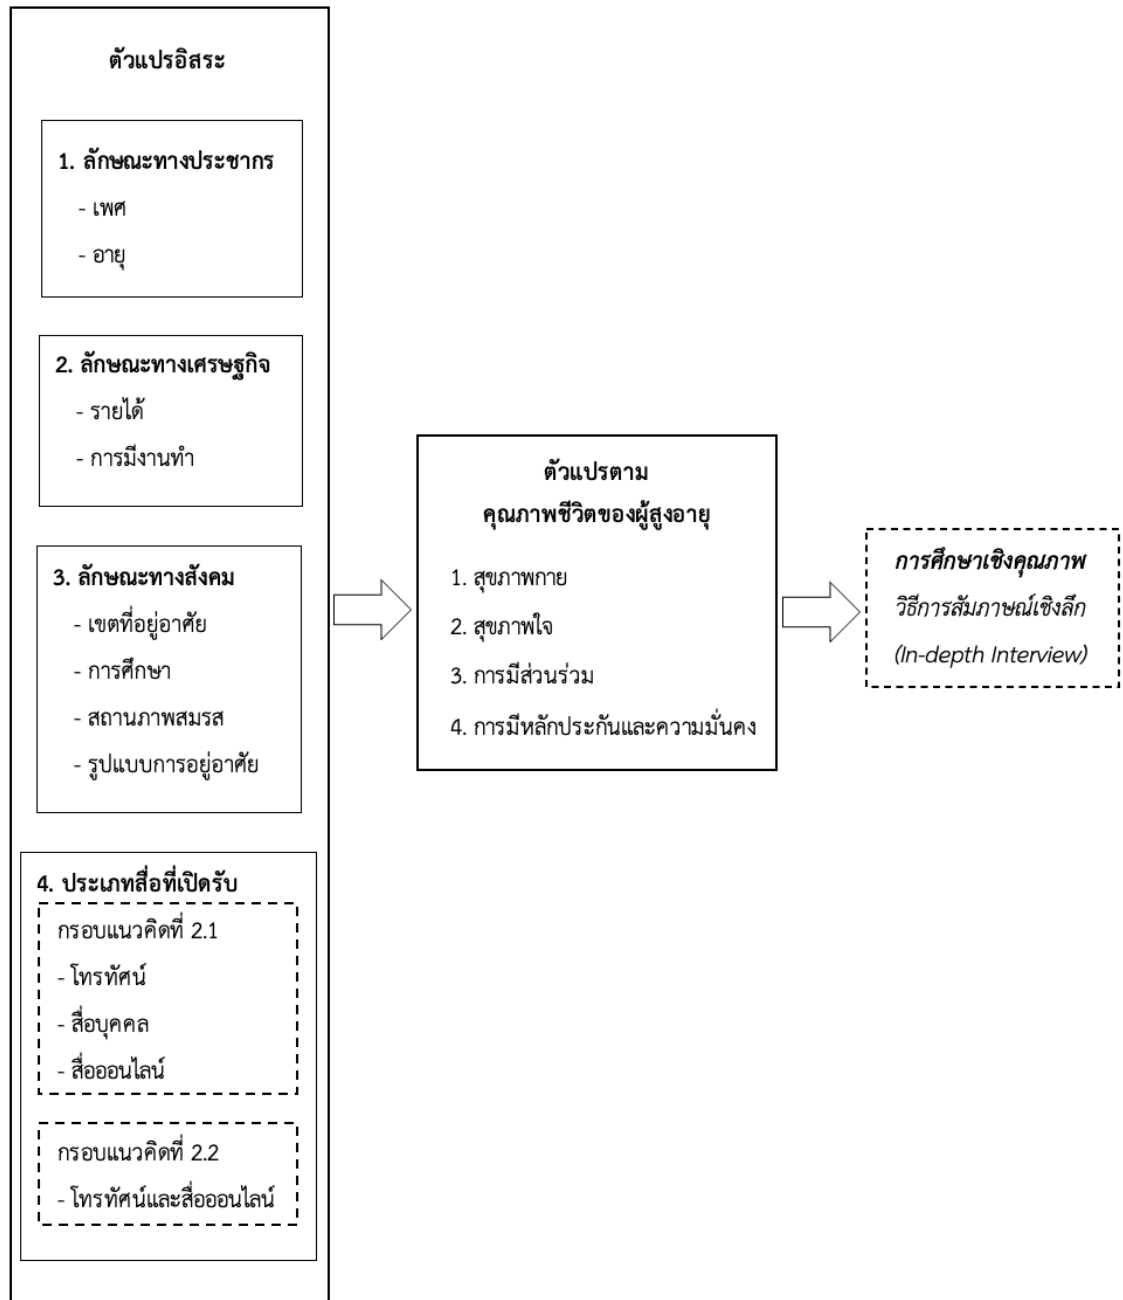 ตัวแปรอิสระ
1. ลักษณะทางประชากร
- เพศ
- อายุ
2. ลักษณะทางเศรษฐกิจ
- รายได้
- การมีงานทำ
3. ลักษณะทางสังคม
- เขตที่อยู่อาศัย
- การศึกษา
- สถานภาพสมรส
- รูปแบบการอยู่อาศัย
4. ประเภทสื่อที่เปิดรับ
กรอบแนวคิดที่ 2.1
- โทรทัศน์
- สื่อบุคคล
- สื่อออนไลน์
กรอบแนวคิดที่ 2.2
- โทรทัศน์และสื่อออนไลน์
ตัวแปรตาม
คุณภาพชีวิตของผู้สูงอายุ
1. สุขภาพกาย
2. สุขภาพใจ
3. การมีส่วนร่วม
4. การมีหลักประกันและความมั่นคง
การศึกษาเชิงคุณภาพ
วิธีการสัมภาษณ์เชิงลึก
(In-depth Interview)